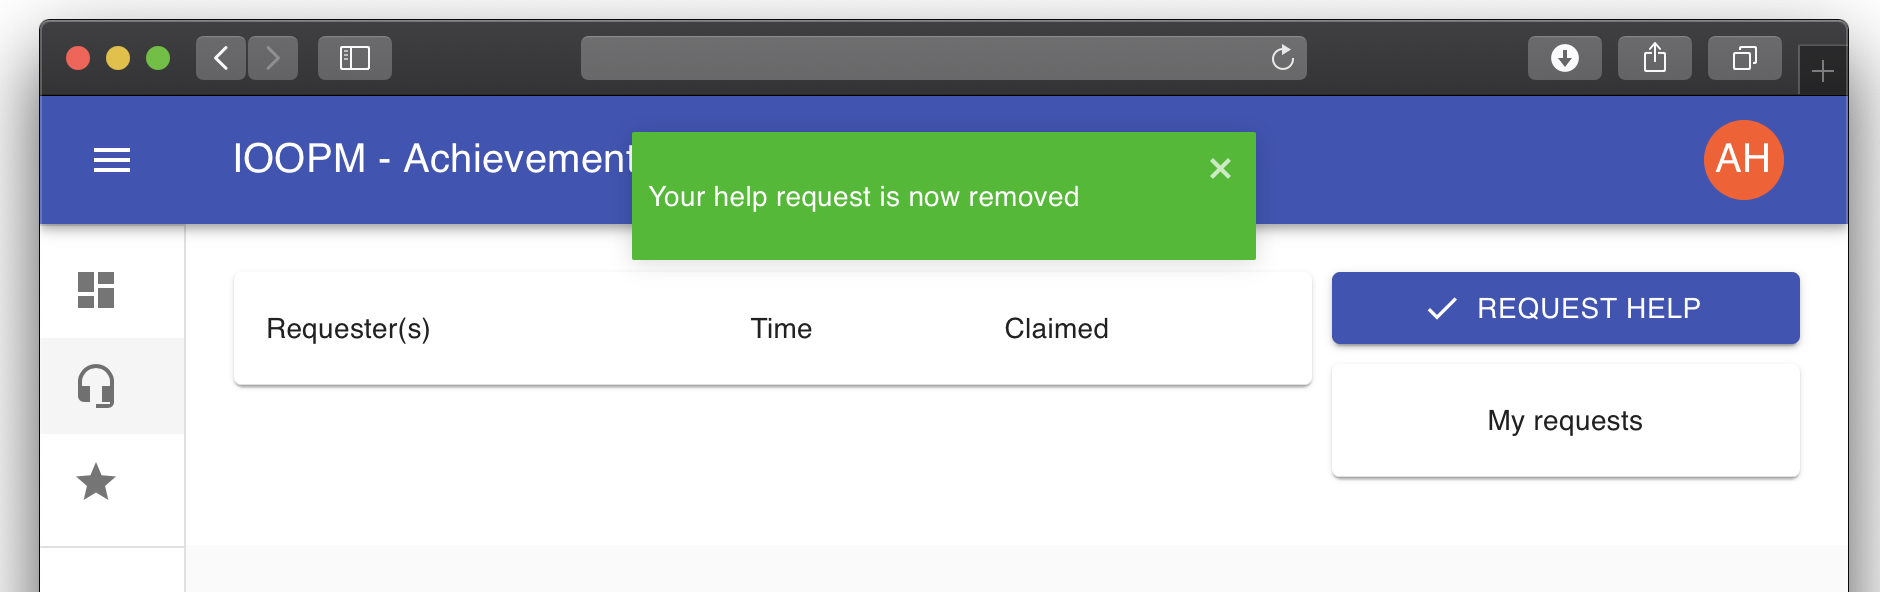 IOOPM - Achievement
AH
Your help request is now removed
Requester(s) Time Claimed
REQUEST HELP
My requests